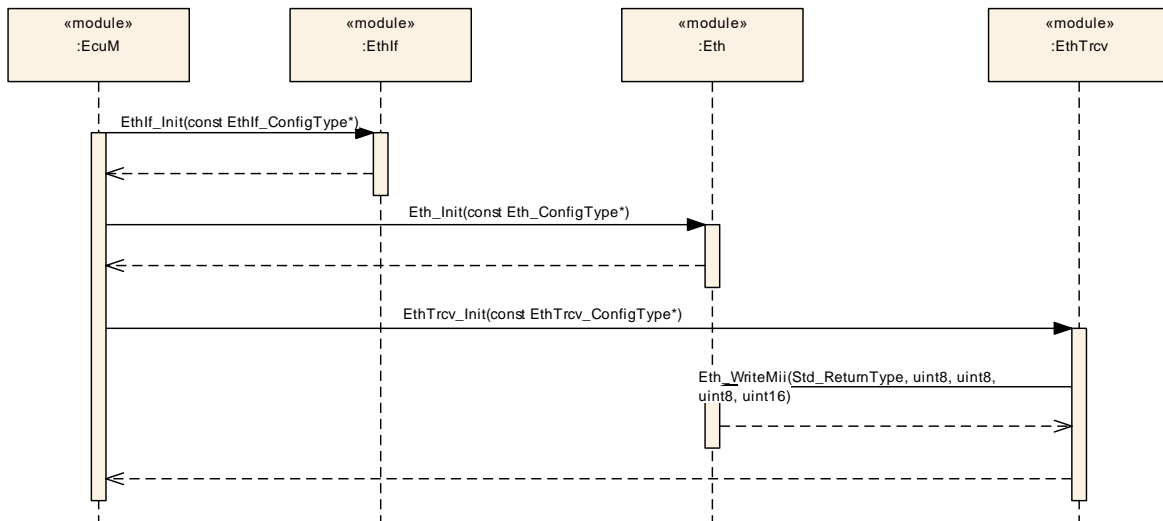 «module»
:EcuM
«module»
:EthIf
«module»
:Eth
«module»
:EthTrcv
EthIf_Init(const EthIf_ConfigType*)
Eth_Init(const Eth_ConfigType*)
EthTrcv_Init(const EthTrcv_ConfigType*)
Eth_WriteMii(Std_ReturnType, uint8, uint8,
uint8, uint16)